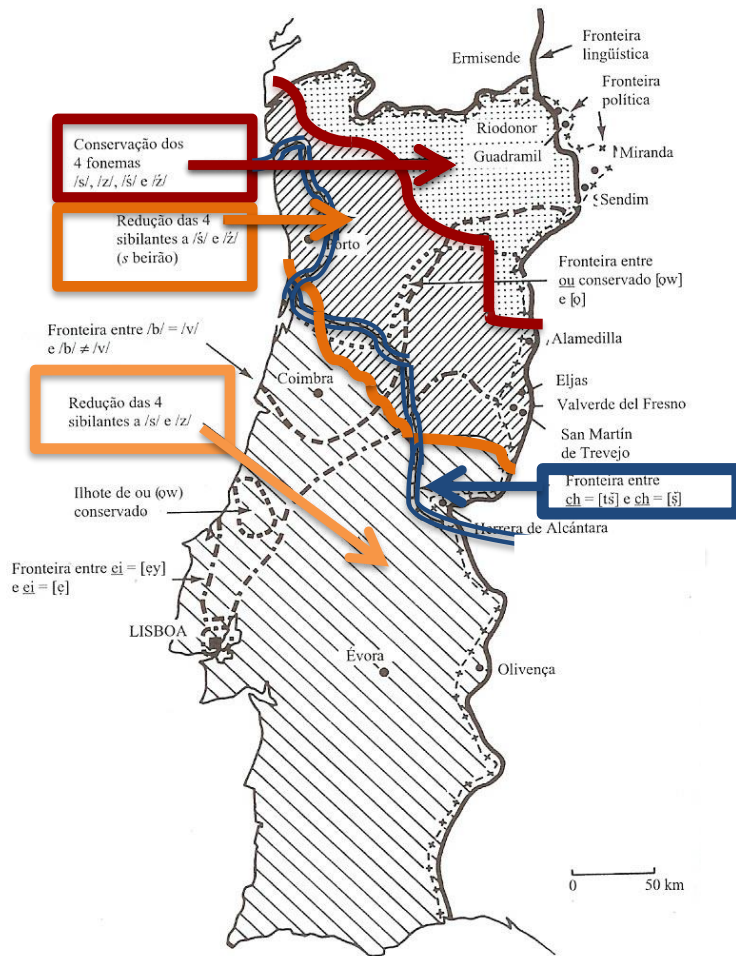 Fronteira
lingüística
Ermisende
Fronteira
política
Riodonor
Guadramil
Miranda
Sendim
Conservação dos
4 fonemas
/s/, /z/, /ś/ e /ź/
Redução das 4
sibilantes a /ś/ e /ź/
(s beirão)
Porto
Fronteira entre
ou conservado [ow]
e [o]
Alamedilla
Fronteira entre /b/ = /v/
e /b/ ≠ /v/
Coimbra
Eljas
Valverde del Fresno
San Martín
de Trevejo
Redução das 4
sibilantes a /s/ e /z/
Fronteira entre
ch = [tš] e ch = [š]
Ilhote de ou (ow)
conservado
Herrera de Alcántara
Fronteira entre ei = [ẹy]
e ei = [ẹ]
LISBOA
Évora
Olivença
0 50 km